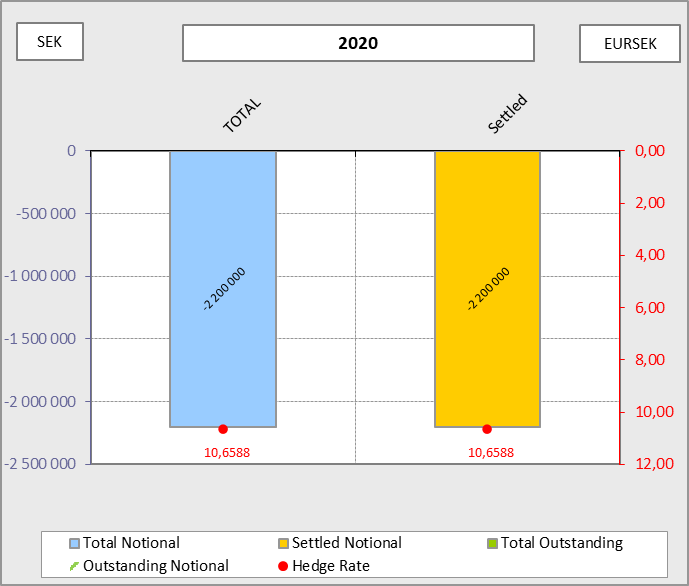 SEK
2020
EURSEK
TOTAL
Settled
0
0,00
-500 000
2,00
-1 000 000
4,00
-2 200 000
-2 200 000
6,00
-1 500 000
8,00
-2 000 000
10,00
10,6588
10,6588
-2 500 000
12,00
Total Notional
Settled Notional
Total Outstanding
Outstanding Notional
Hedge Rate